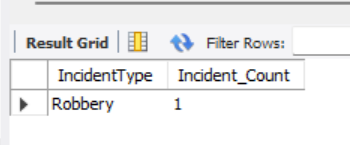 Result Grid Filter Rows:
IncidentType Incident_Count
Robbery 1